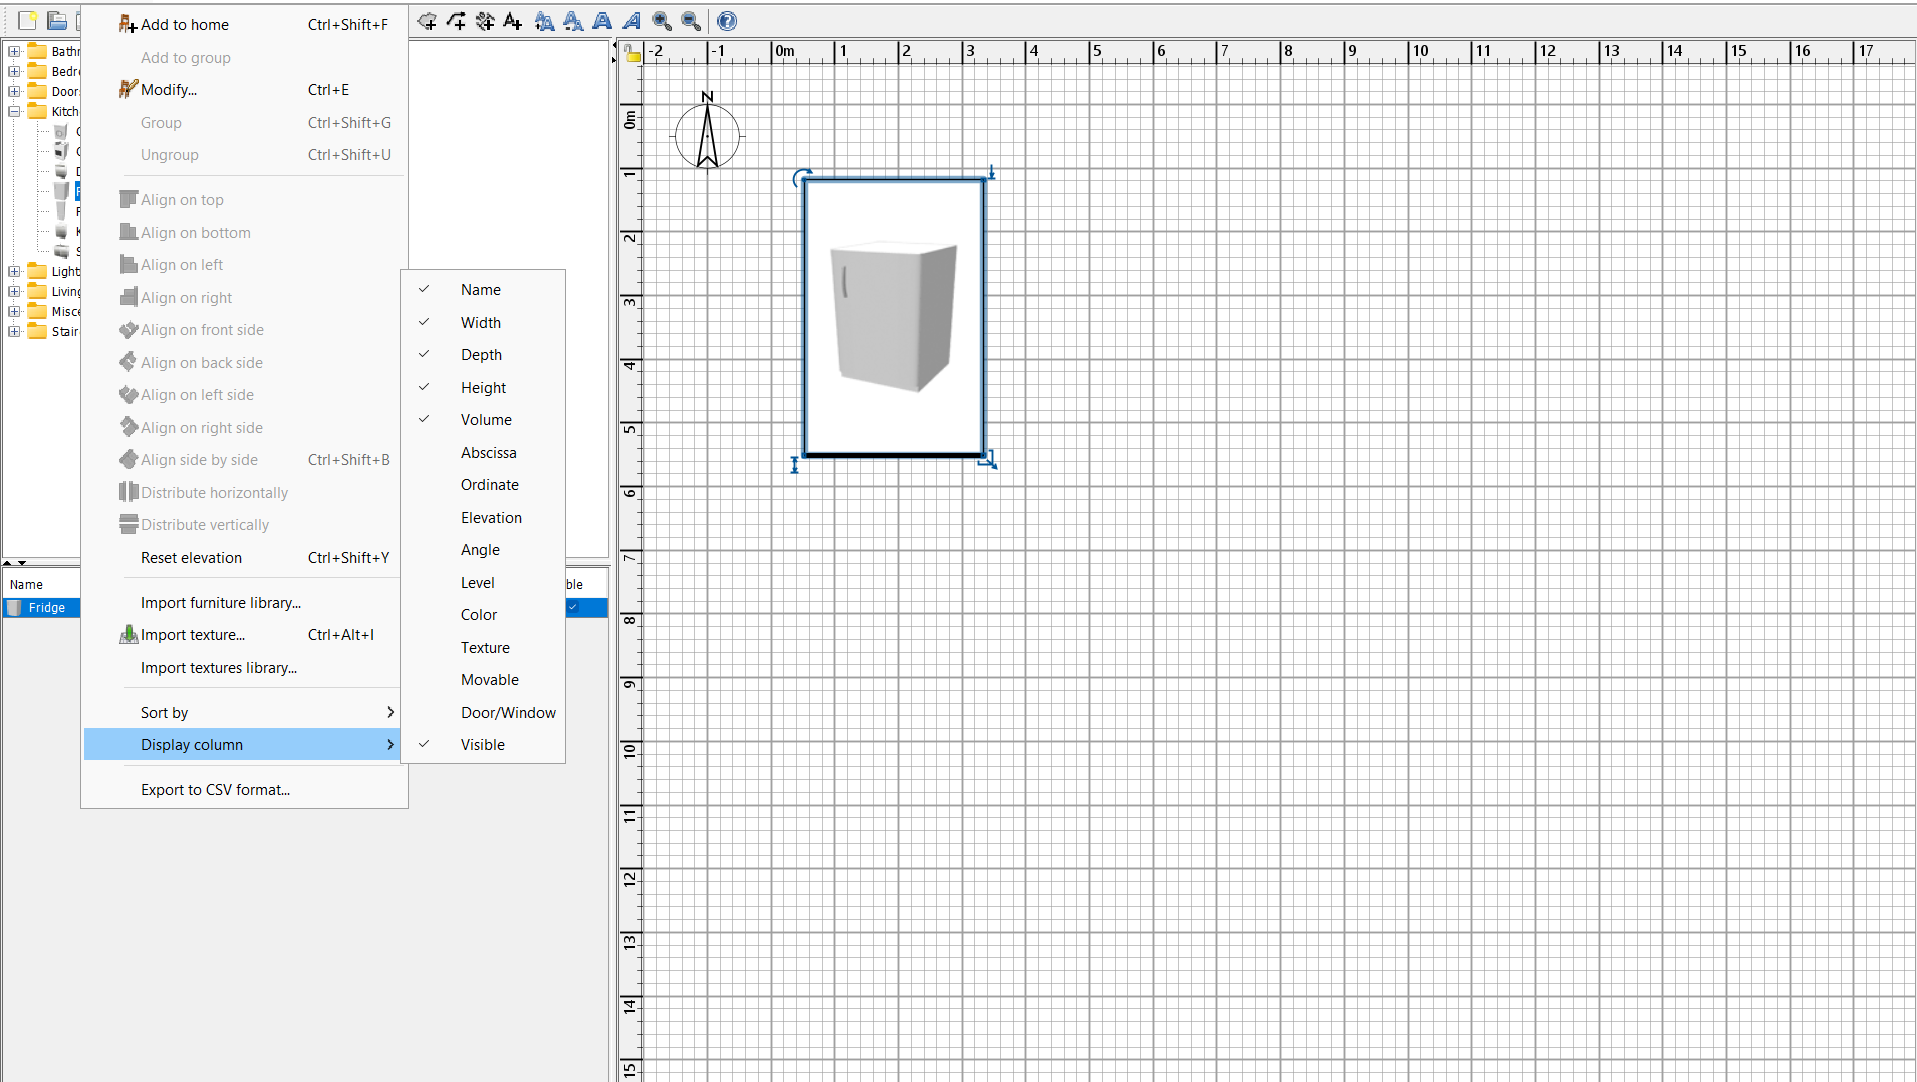 Add to home Ctrl+Shift+F
Add to group
Modify... Ctrl+E
Group Ctrl+Shift+G
Ungroup Ctrl+Shift+U
Align on top
Align on bottom
Align on left
Align on right
Align on front side
Align on back side
Align on left side
Align on right side
Align side by side Ctrl+Shift+B
Distribute horizontally
Distribute vertically
Reset elevation Ctrl+Shift+Y
Import furniture library...
Import texture... Ctrl+Alt+I
Import textures library...
Sort by
Display column
Export to CSV format...
Name
Width
Depth
Height
Volume
Abscissa
Ordinate
Elevation
Angle
Level
Color
Texture
Movable
Door/Window
Visible
Bathr
Bedr
Door
Kitch
Light
Living
Misce
Stair
Name
ble
Fridge
-2 -1 0m 1 2 3 4 5 6 7 8 9 10 11 12 13 14 15 16 17
N
0m
1
2
3
4
5
6
7
8
9
10
11
12
13
14
15